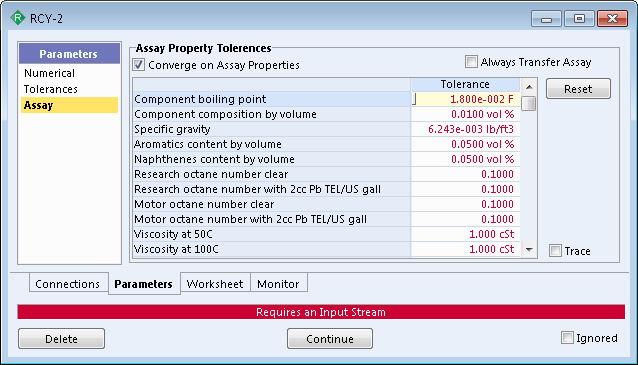 RCY-2
Parameters
Numerical
Tolerances
Assay
Assay Property Tolerences
Converge on Assay Properties
Always Transfer Assay
Tolerance
Component boiling point 1.800e-002 F
Component composition by volume 0.0100 vol %
Specific gravity 6.243e-003 lb/ft3
Aromatics content by volume 0.0500 vol %
Naphthenes content by volume 0.0500 vol %
Research octane number clear 0.1000
Research octane number with 2cc Pb TEL/US gall 0.1000
Motor octane number clear 0.1000
Motor octane number with 2cc Pb TEL/US gall 0.1000
Viscosity at 50C 1.000 cSt
Viscosity at 100C 1.000 cSt
Reset
Trace
Connections Parameters Worksheet Monitor
Requires an Input Stream
Delete Continue Ignored